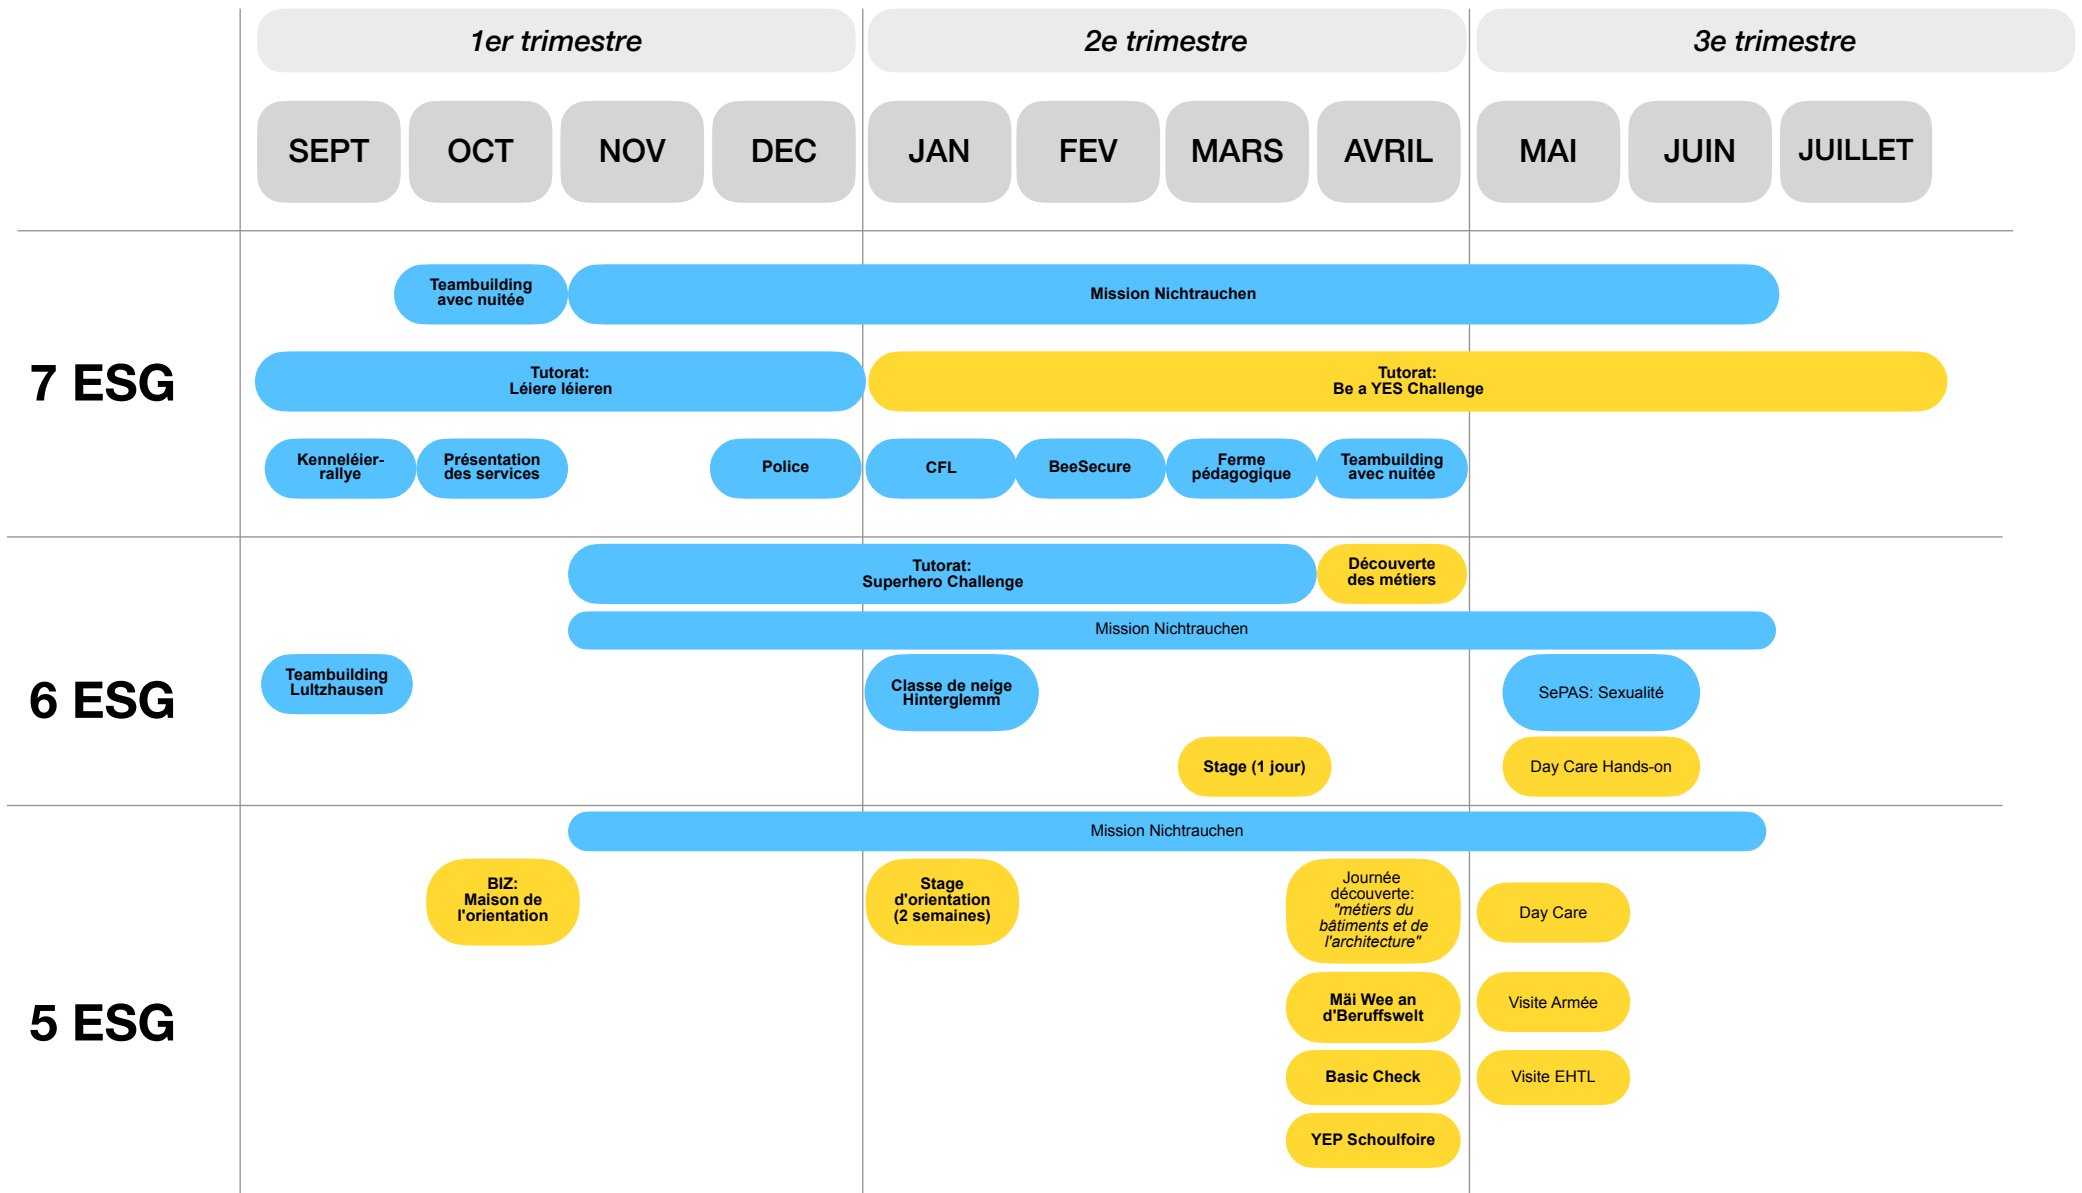 1er trimestre
2e trimestre
3e trimestre
SEPT
OCT
NOV
DEC
JAN
FEV
MARS
AVRIL
MAI
JUIN
JUILLET
7 ESG
Teambuilding
avec nuitée
Mission Nichtrauchen
Tutorat:
Léiere léieren
Tutorat:
Be a YES Challenge
Kenneléier-
rallye
Présentation
des services
Police
CFL
BeeSecure
Ferme
pédagogique
Teambuilding
avec nuitée
6 ESG
Tutorat:
Superhero Challenge
Découverte
des métiers
Mission Nichtrauchen
Teambuilding
Lultzhausen
Classe de neige
Hinterglemm
SePAS: Sexualité
Stage (1 jour)
Day Care Hands-on
5 ESG
Mission Nichtrauchen
BIZ:
Maison de
l'orientation
Stage
d'orientation
(2 semaines)
Journée
découverte:
"métiers du
bâtiments et de
l'architecture"
Day Care
Mäi Wee an
d'Beruffswelt
Visite Armée
Basic Check
Visite EHTL
YEP Schoulfoire